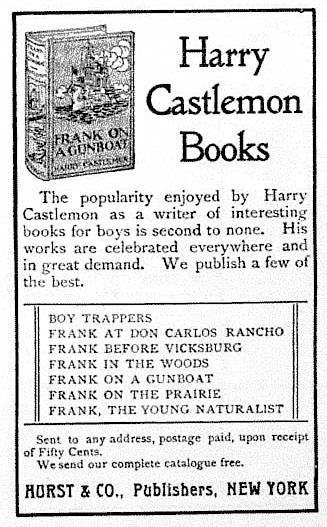 Harry
Castlemon
Books
FRANK ON
A GUNBOAT
HARRY CASTLEMON
The popularity enjoyed by Harry
Castlemon as a writer of interesting
books for boys is second to none. His
works are celebrated everywhere and
in great demand. We publish a few of
the best.
BOY TRAPPERS
FRANK AT DON CARLOS RANCHO
FRANK BEFORE VICKSBURG
FRANK IN THE WOODS
FRANK ON A GUNBOAT
FRANK ON THE PRAIRIE
FRANK, THE YOUNG NATURALIST
Sent to any address, postage paid, upon receipt
of Fifty Cents.
We send our complete catalogue free.
HURST & CO., Publishers, NEW YORK